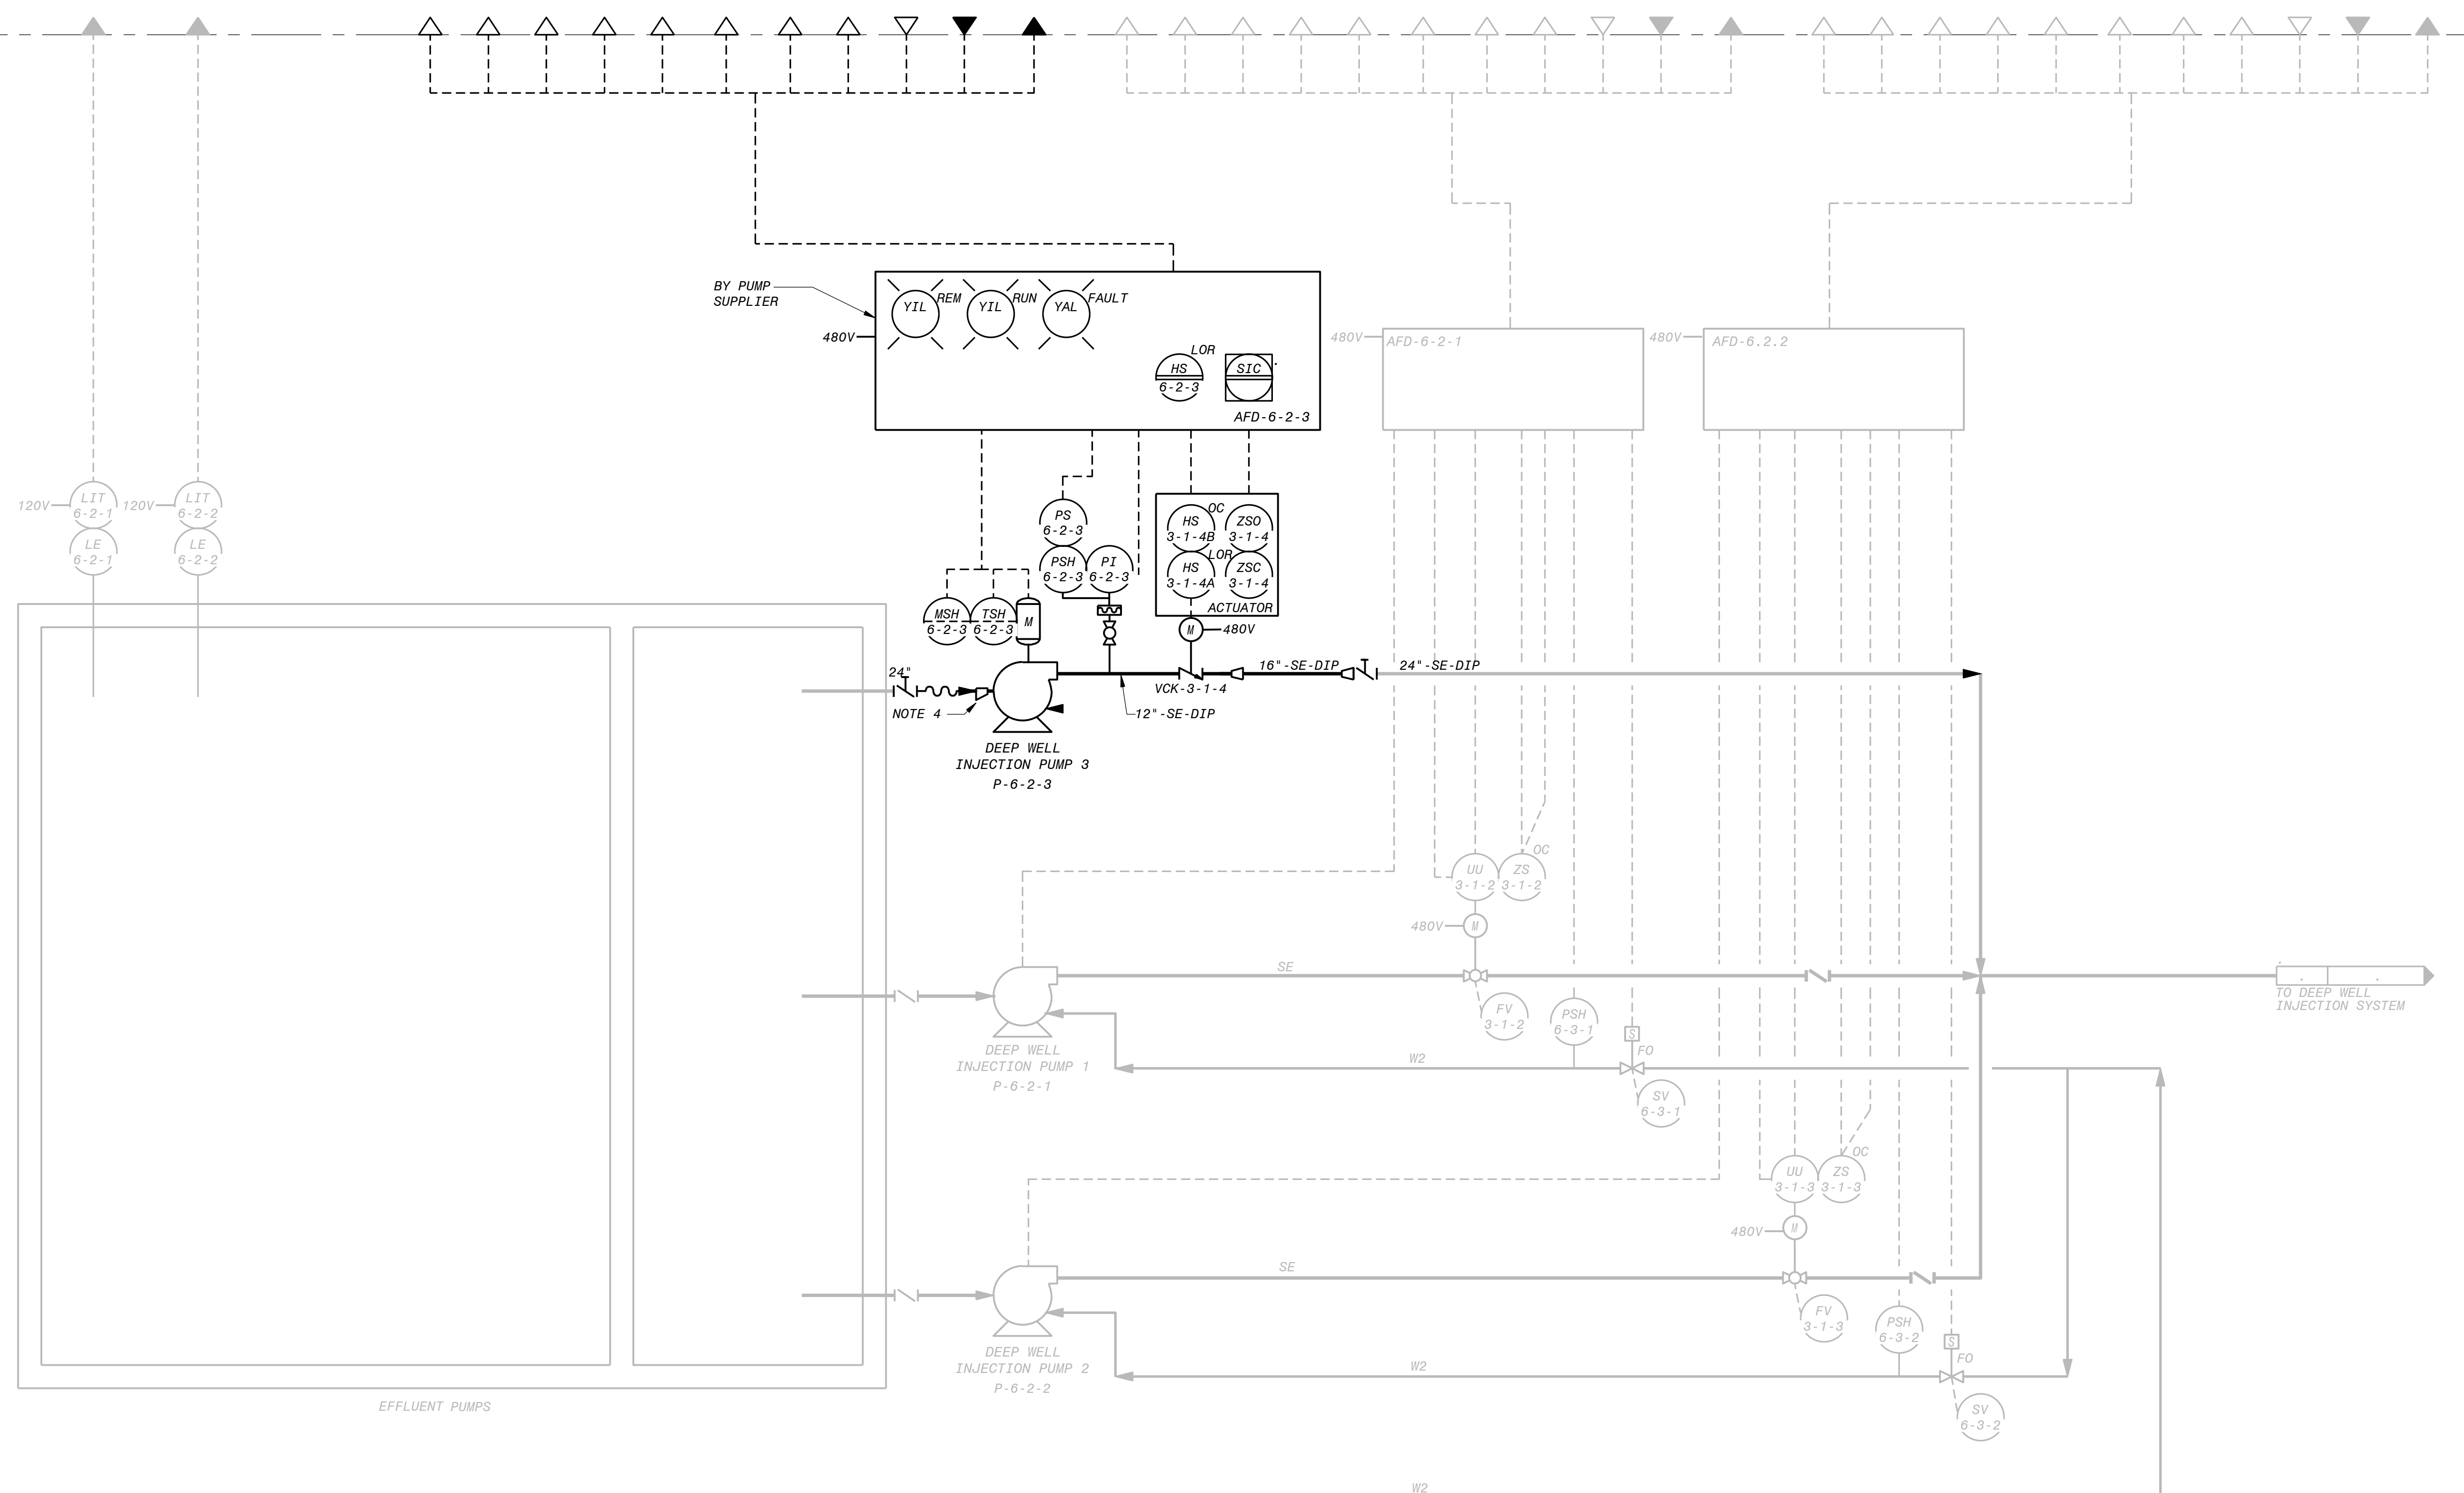 BY PUMP
SUPPLIER
480V
YIL
REM
YIL
RUN
YAL
FAULT
LOR
HS
6-2-3
SIC
AFD-6-2-3
480V
AFD-6-2-1
480V
AFD-6.2.2
120V
LIT
6-2-1
LE
6-2-1
120V
LIT
6-2-2
LE
6-2-2
PS
6-2-3
PSH
6-2-3
PI
6-2-3
OC
HS
3-1-4B
ZSO
3-1-4
LOR
HS
3-1-4A
ZSC
3-1-4
ACTUATOR
MSH
6-2-3
TSH
6-2-3
M
M
480V
24"
NOTE 4
16"-SE-DIP
24"-SE-DIP
VCK-3-1-4
12"-SE-DIP
DEEP WELL
INJECTION PUMP 3
P-6-2-3
OC
UU
3-1-2
ZS
3-1-2
480V
M
SE
FV
3-1-2
PSH
6-3-1
S
FO
W2
SV
6-3-1
DEEP WELL
INJECTION PUMP 1
P-6-2-1
TO DEEP WELL
INJECTION SYSTEM
OC
UU
3-1-3
ZS
3-1-3
480V
M
SE
FV
3-1-3
PSH
6-3-2
S
FO
W2
SV
6-3-2
DEEP WELL
INJECTION PUMP 2
P-6-2-2
EFFLUENT PUMPS
W2